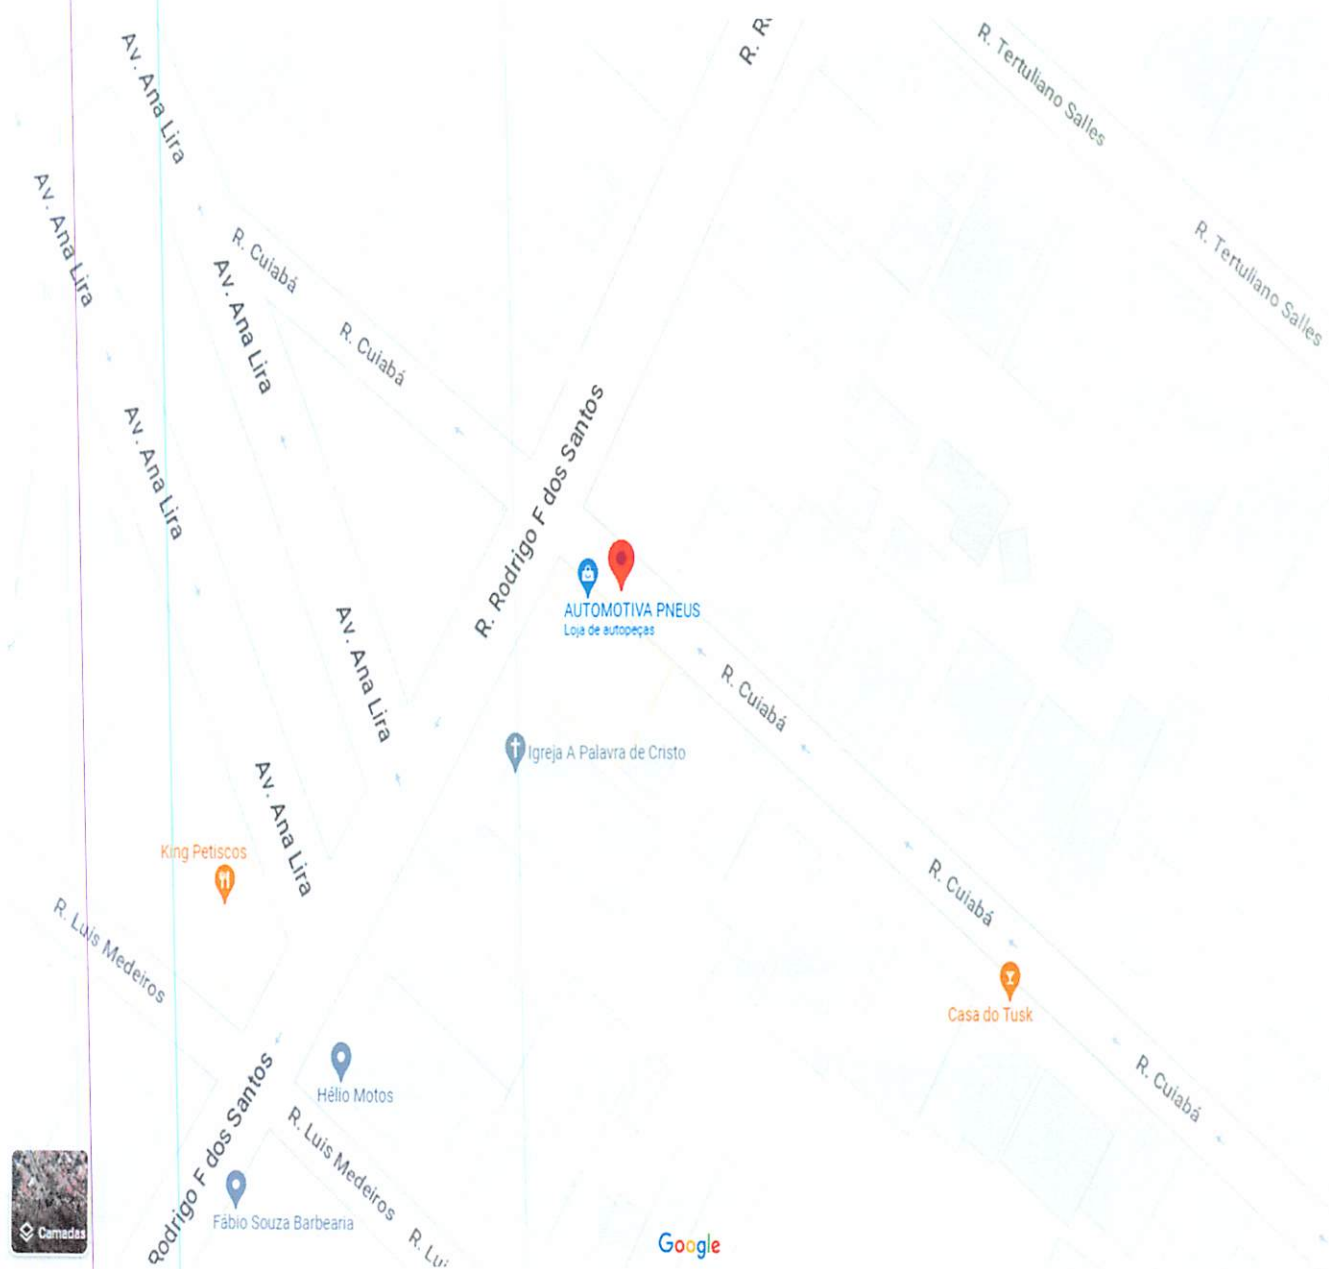 R. R
R. Tertuliano Salles
Av. Ana Lira
Av. Ana Lira
R. Cuiabá
R. Tertuliano Salles
Av. Ana Lira
R. Cuiabá
R. Rodrigo F dos Santos
Av. Ana Lira
AUTOMOTIVA PNEUS
Loja de autopeças
Av. Ana Lira
R. Cuiabá
Igreja A Palavra de Cristo
Av. Ana Lira
King Petiscos
R. Cuiabá
R. Luis Medeiros
Casa do Tusk
Hélio Motos
R. Cuiabá
Rodrigo F dos Santos
R. Luis Medeiros
Fábio Souza Barbearia
R. Lui
Camadas
Google